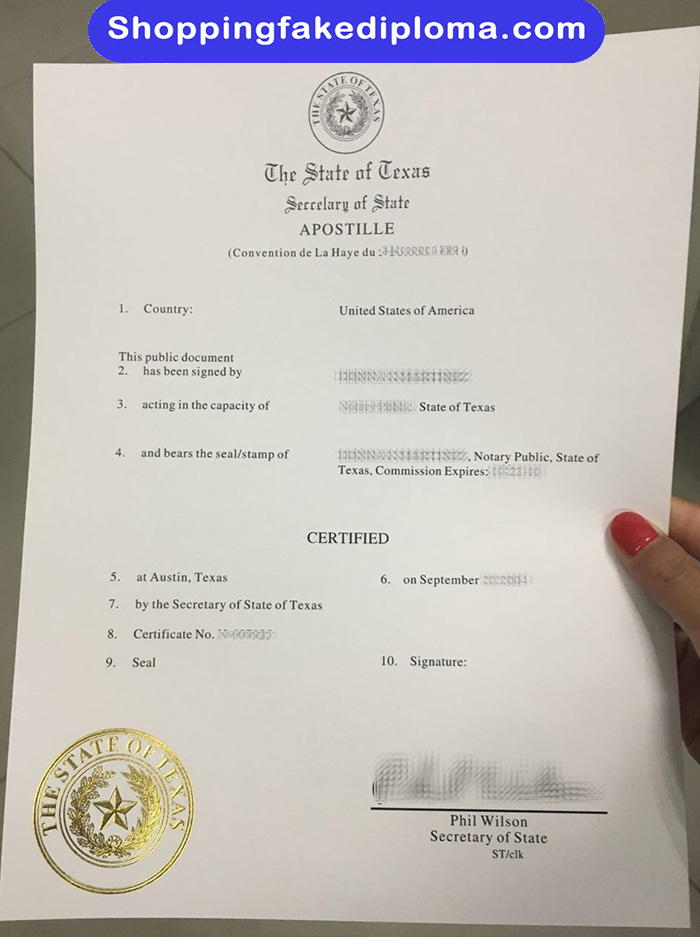 Shoppingfakediploma.com
THE STATE OF TEXAS
The State of Texas
Secretary of State
APOSTILLE
(Convention de La Haye du :
1. Country: United States of America
This public document
2. has been signed by
3. acting in the capacity of State of Texas
4. and bears the seal/stamp of , Notary Public, State of
Texas, Commission Expires:
CERTIFIED
5. at Austin, Texas 6. on September
7. by the Secretary of State of Texas
8. Certificate No.
9. Seal 10. Signature:
THE STATE OF TEXAS
Phil Wilson
Secretary of State
ST/clk